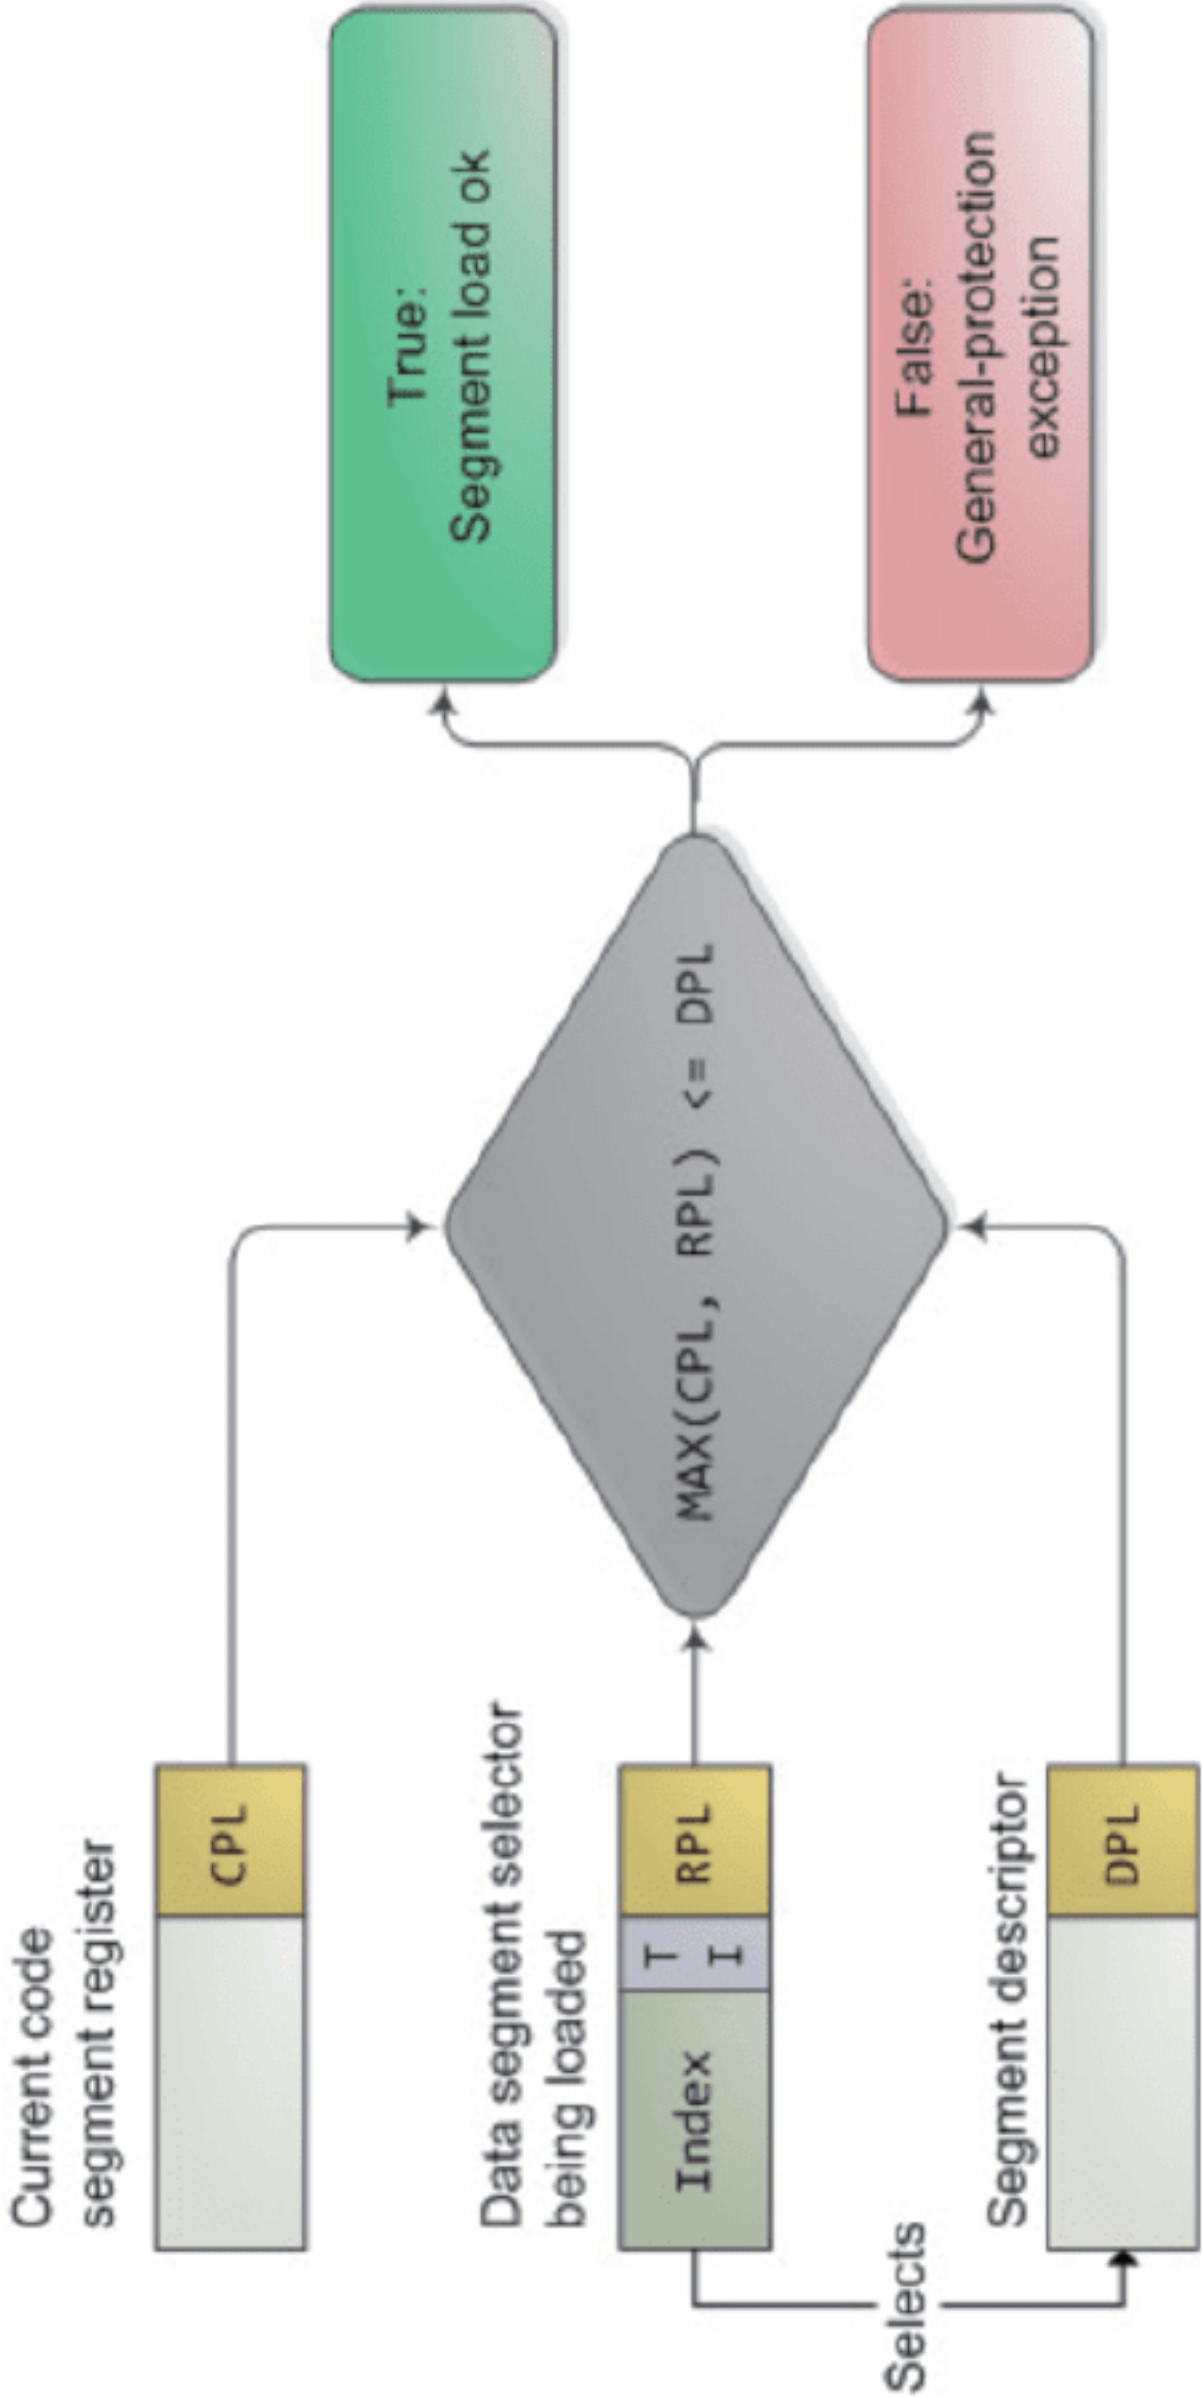 Current code
segment register
CPL
Data segment selector
being loaded
Index
T
I
RPL
Selects
Segment descriptor
DPL
MAX(CPL, RPL) <= DPL
True:
Segment load ok
False:
General-protection
exception